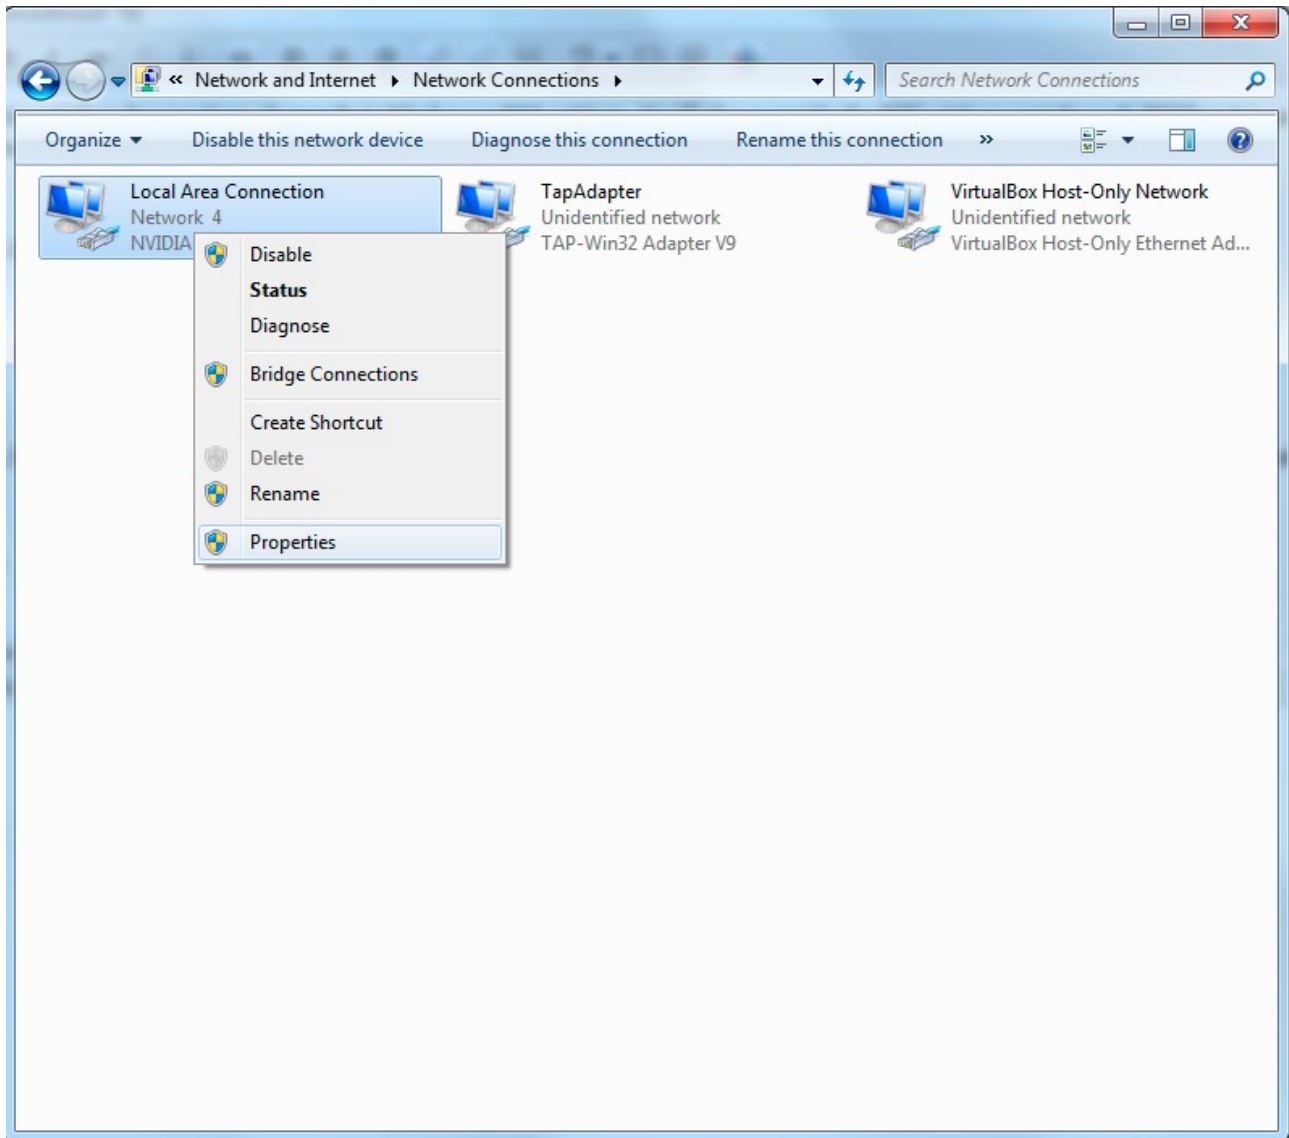 « Network and Internet ▸ Network Connections ▸ Search Network Connections
Organize Disable this network device Diagnose this connection Rename this connection »
Local Area Connection
Network 4
NVIDIA
TapAdapter
Unidentified network
TAP-Win32 Adapter V9
VirtualBox Host-Only Network
Unidentified network
VirtualBox Host-Only Ethernet Ad...
Disable
Status
Diagnose
Bridge Connections
Create Shortcut
Delete
Rename
Properties